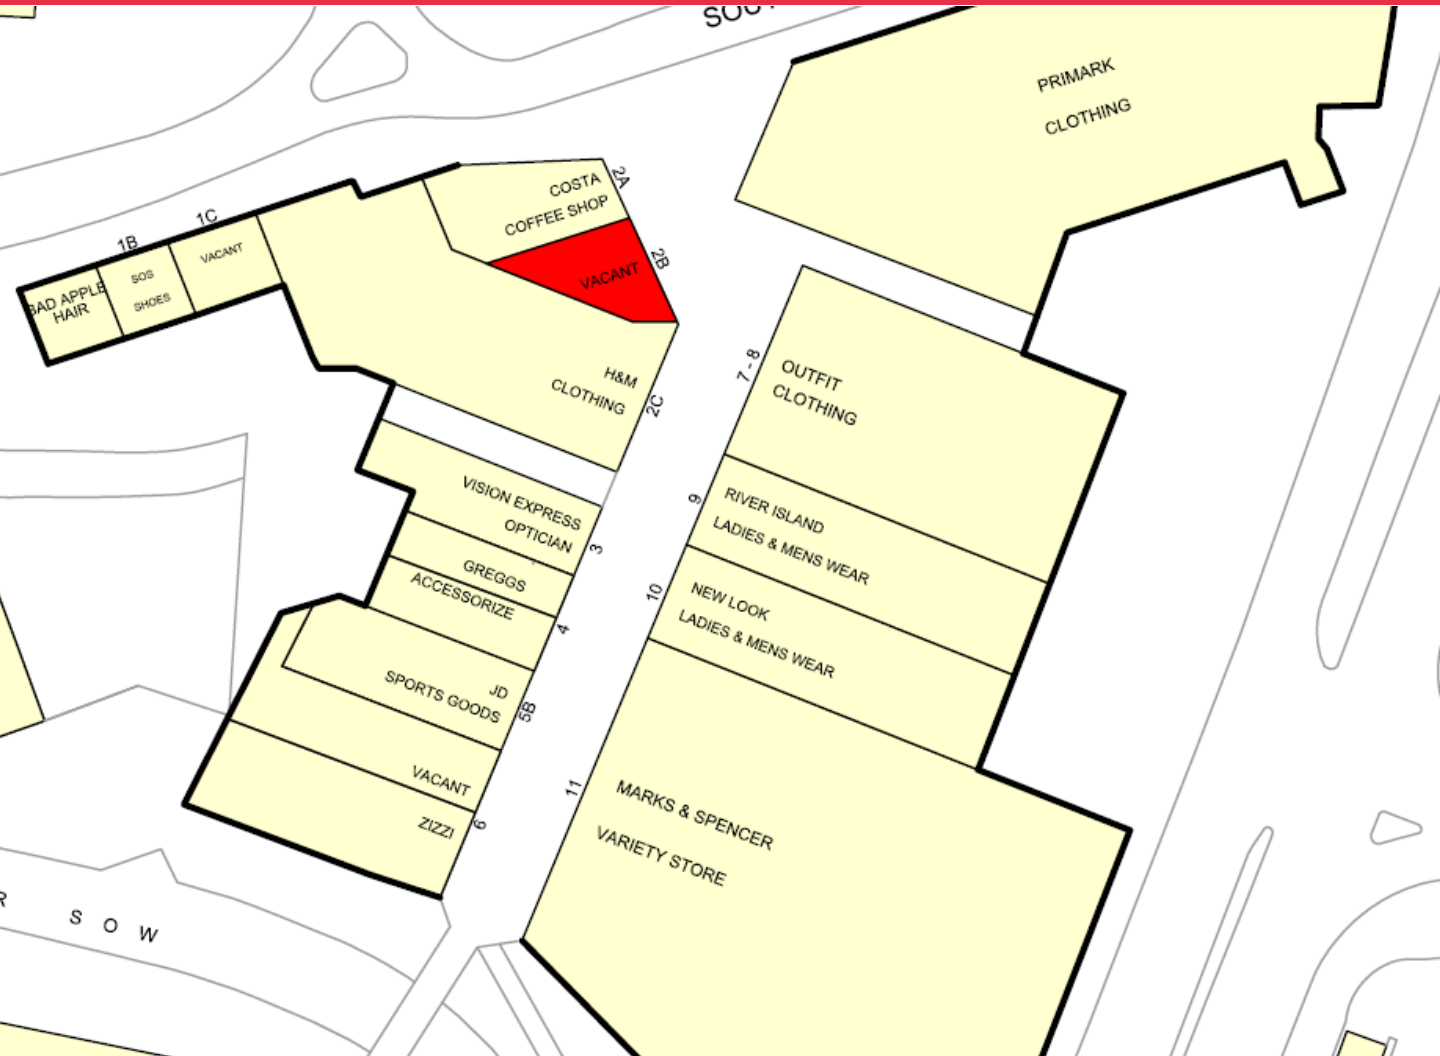 PRIMARK
CLOTHING
COSTA
COFFEE SHOP
2A
1C
1B
VACANT
SOS
SHOES
BAD APPLE
HAIR
VACANT
2B
H&M
CLOTHING
2C
7 - 8
OUTFIT
CLOTHING
VISION EXPRESS
OPTICIAN
3
9
RIVER ISLAND
LADIES & MENS WEAR
GREGGS
ACCESSORIZE
4
10
NEW LOOK
LADIES & MENS WEAR
JD
SPORTS GOODS
5B
VACANT
11
MARKS & SPENCER
VARIETY STORE
ZIZZI
6
S O W